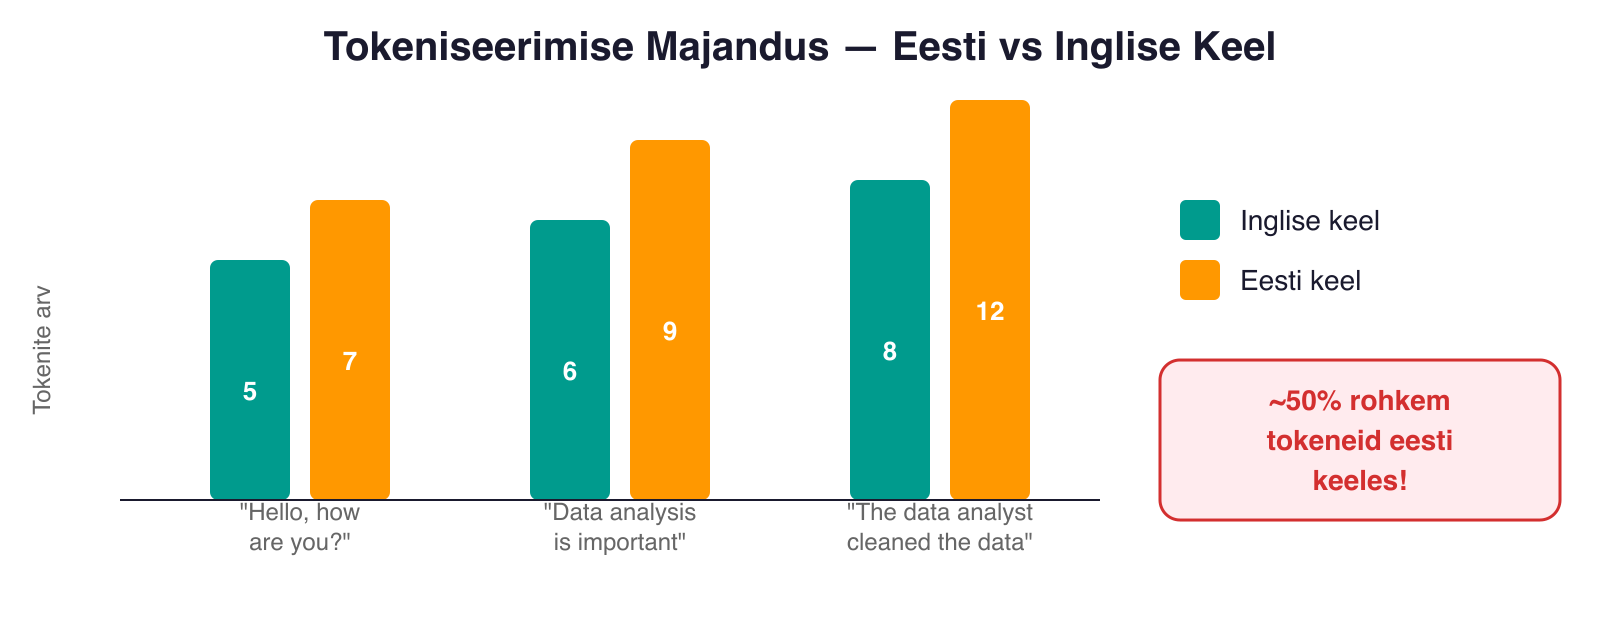 Tokeniseerimise Majandus — Eesti vs Inglise Keel
Tokenite arv
5
7
6
9
8
12
"Hello, how
are you?"
"Data analysis
is important"
"The data analyst
cleaned the data"
Inglise keel
Eesti keel
~50% rohkem
tokeneid eesti
keeles!